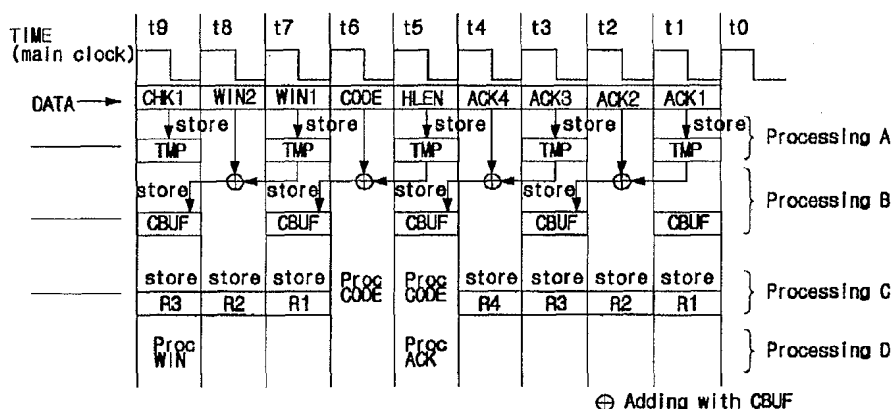 TIME t9 t8 t7 t6 t5 t4 t3 t2 t1 t0
(main clock)
DATA CHK1 WIN2 WIN1 CODE HLEN ACK4 ACK3 ACK2 ACK1
store store store store store
TMP TMP TMP TMP TMP Processing A
store store store store
CBUF CBUF CBUF CBUF CBUF Processing B
store store store Proc CODE Proc CODE store store store store
R3 R2 R1 R4 R3 R2 R1 Processing C
Proc WIN Proc ACK Processing D
⊕ Adding with CBUF